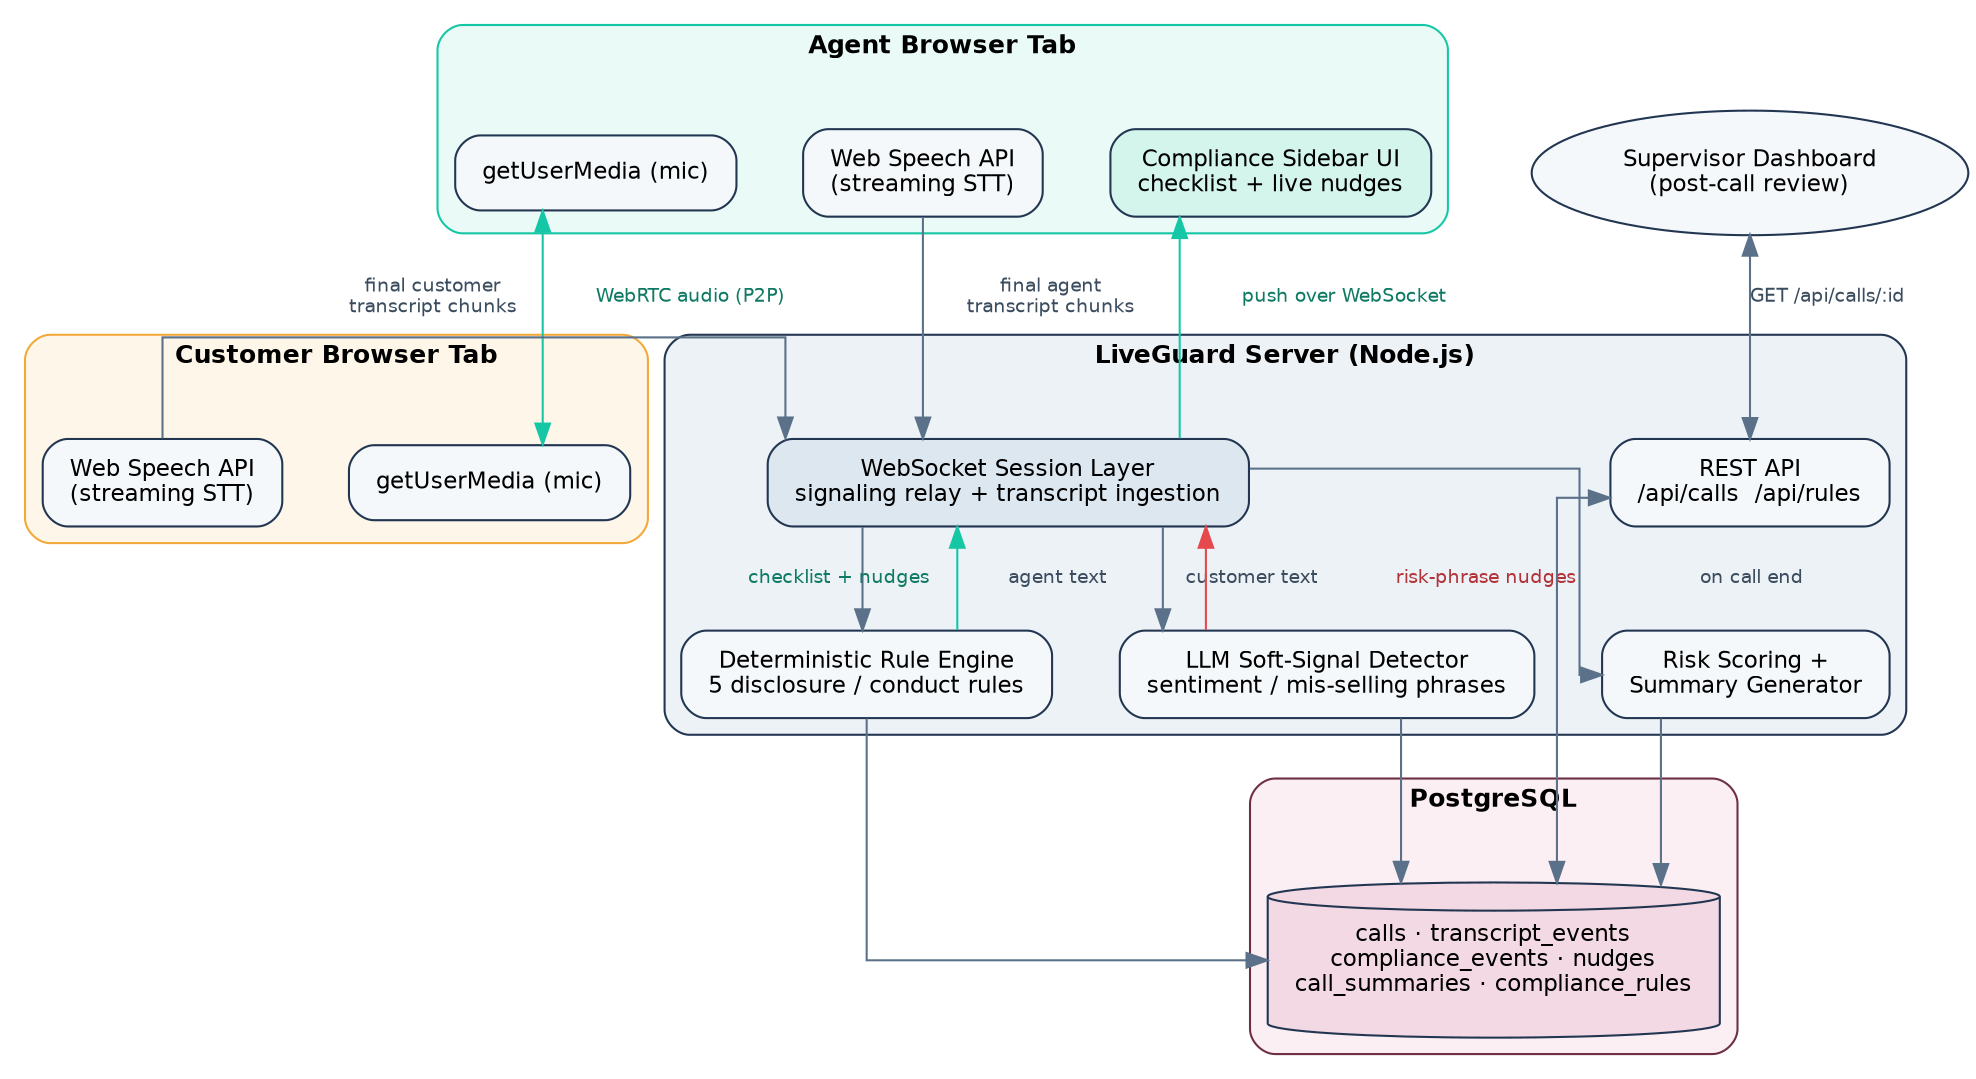 Agent Browser Tab
getUserMedia (mic)
Web Speech API
(streaming STT)
Compliance Sidebar UI
checklist + live nudges
Supervisor Dashboard
(post-call review)
final customer
transcript chunks
WebRTC audio (P2P)
final agent
transcript chunks
push over WebSocket
GET /api/calls/:id
Customer Browser Tab
Web Speech API
(streaming STT)
getUserMedia (mic)
LiveGuard Server (Node.js)
WebSocket Session Layer
signaling relay + transcript ingestion
REST API
/api/calls  /api/rules
checklist + nudges
agent text
customer text
risk-phrase nudges
on call end
Deterministic Rule Engine
5 disclosure / conduct rules
LLM Soft-Signal Detector
sentiment / mis-selling phrases
Risk Scoring +
Summary Generator
PostgreSQL
calls · transcript_events
compliance_events · nudges
call_summaries · compliance_rules